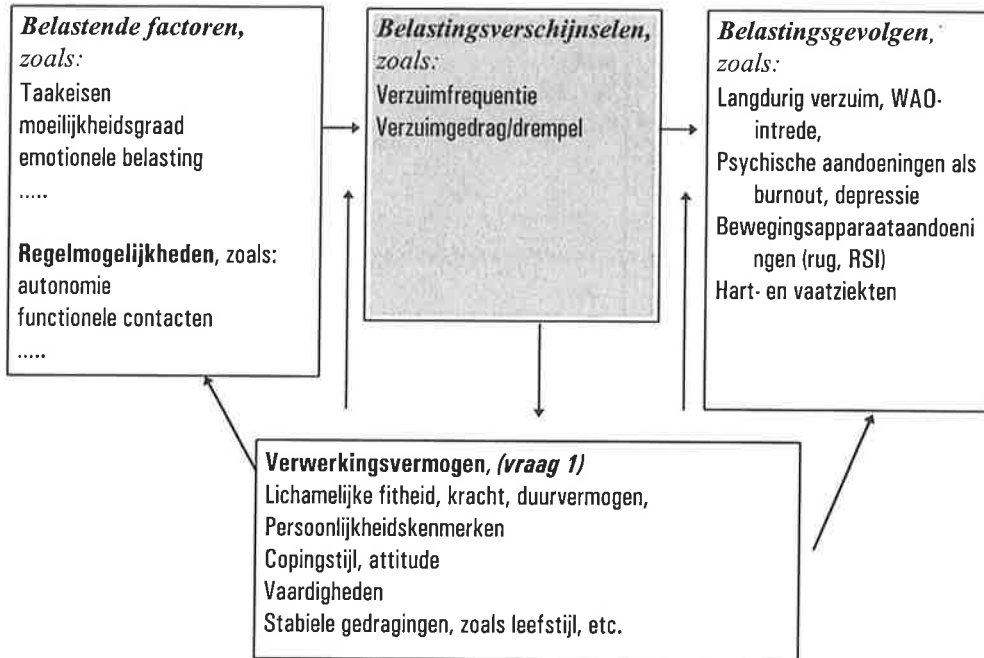 Belastende factoren,
zoals:
Taakeisen
moeilijkheidsgraad
emotionele belasting
.....
Regelmogelijkheden, zoals:
autonomie
functionele contacten
.....
Belastingsverschijnselen,
zoals:
Verzuimfrequentie
Verzuimgedrag/drempel
Belastingsgevolgen,
zoals:
Langdurig verzuim, WAO-
intrede,
Psychische aandoeningen als
burnout, depressie
Bewegingsapparaataandoeni
ngen (rug, RSI)
Hart- en vaatziekten
Verwerkingsvermogen, (vraag 1)
Lichamelijke fitheid, kracht, duurvermogen,
Persoonlijkheidskenmerken
Copingstijl, attitude
Vaardigheden
Stabiele gedragingen, zoals leefstijl, etc.